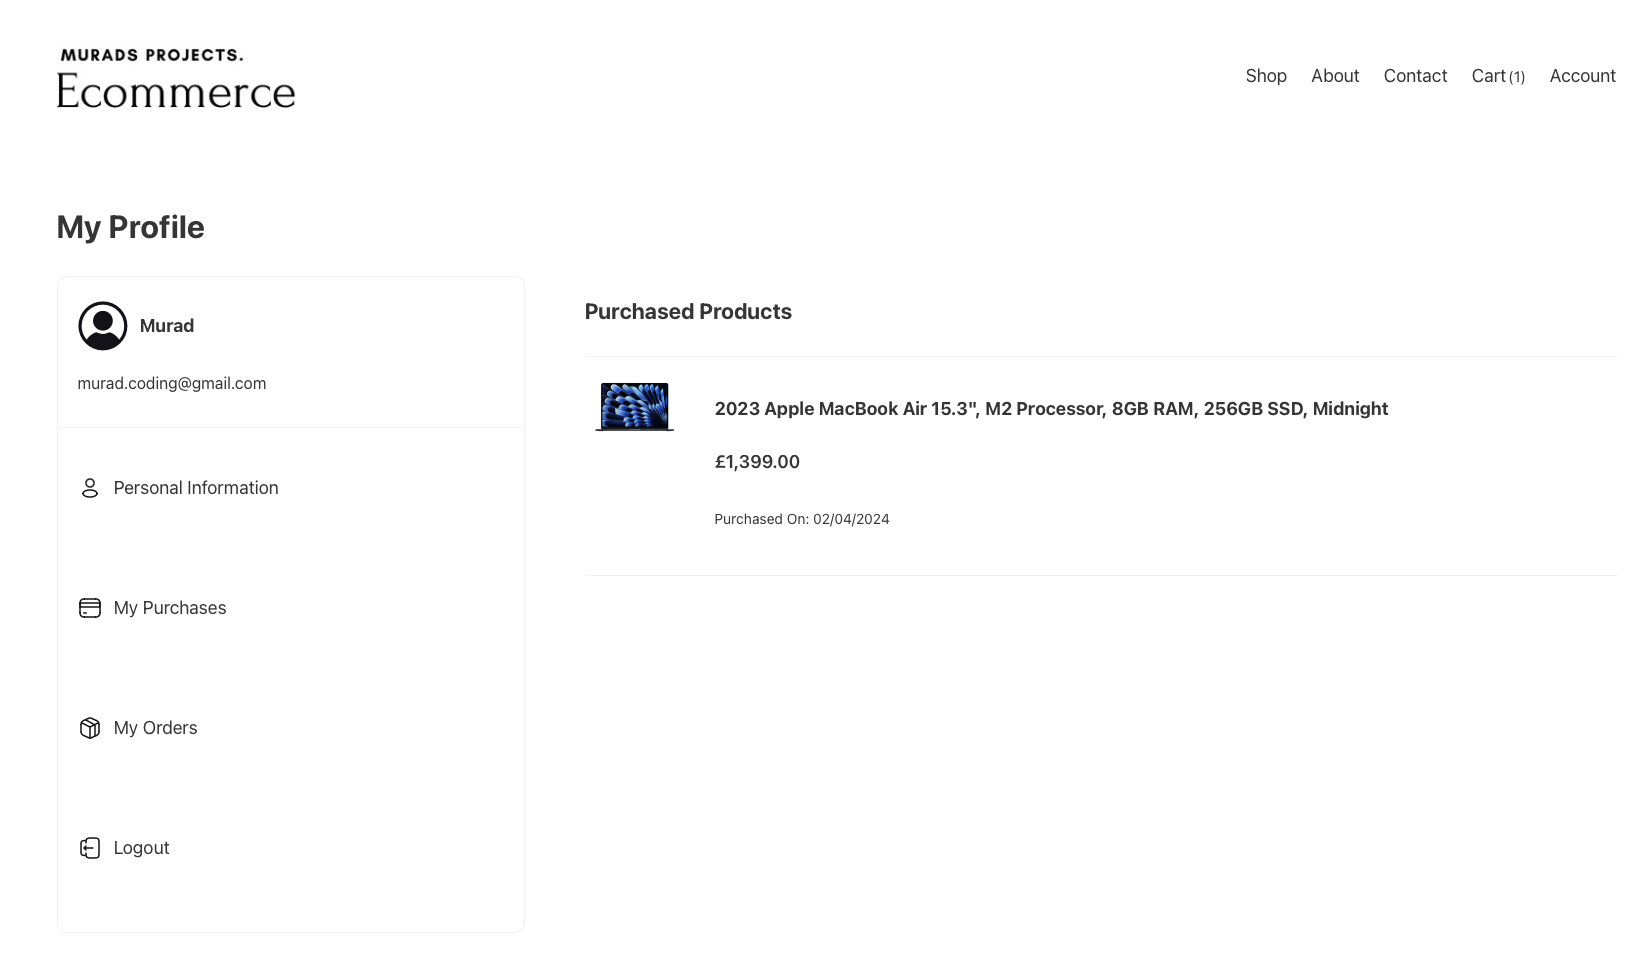 MURADS PROJECTS.
Ecommerce
Shop About Contact Cart (1) Account
My Profile
Murad
murad.coding@gmail.com
Personal Information
My Purchases
My Orders
Logout
Purchased Products
2023 Apple MacBook Air 15.3", M2 Processor, 8GB RAM, 256GB SSD, Midnight
£1,399.00
Purchased On: 02/04/2024